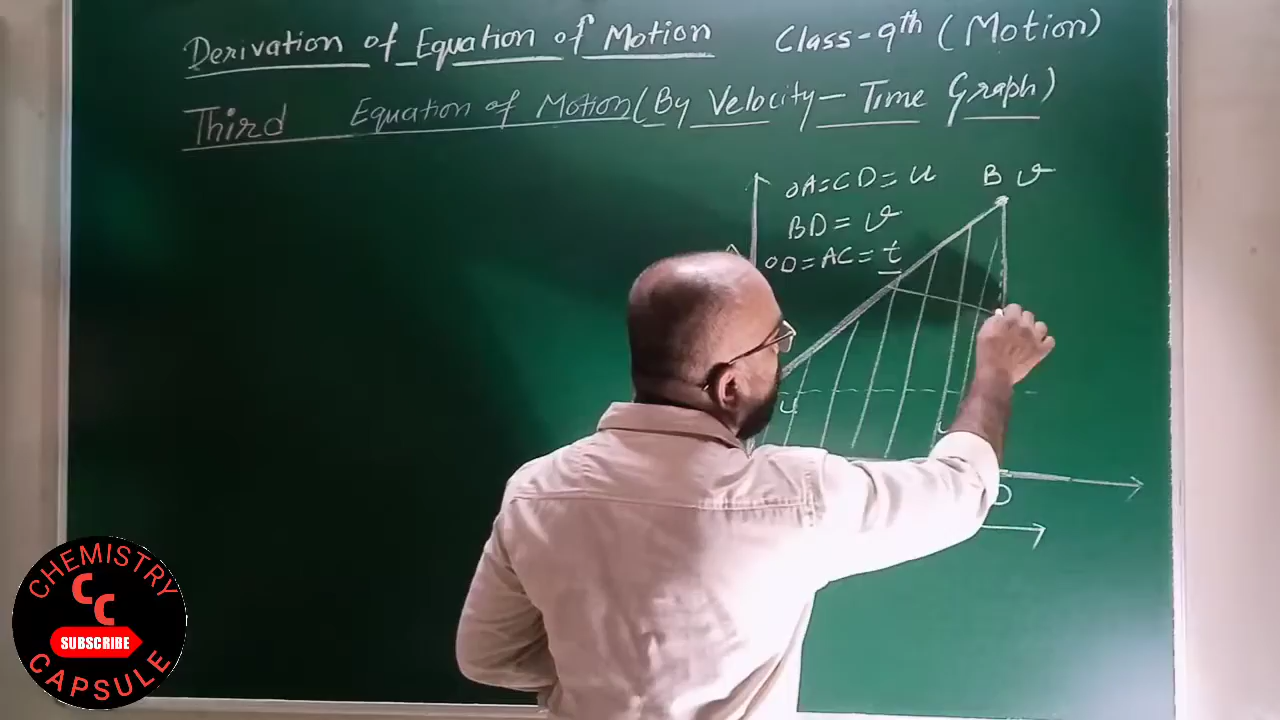 Derivation of Equation of Motion Class-9th (Motion)
Third Equation of Motion (By Velocity-Time Graph)
OA=CD=u
B v
BD=v
OD=AC=t
u
D
CHEMISTRY
CC
SUBSCRIBE
CAPSULE